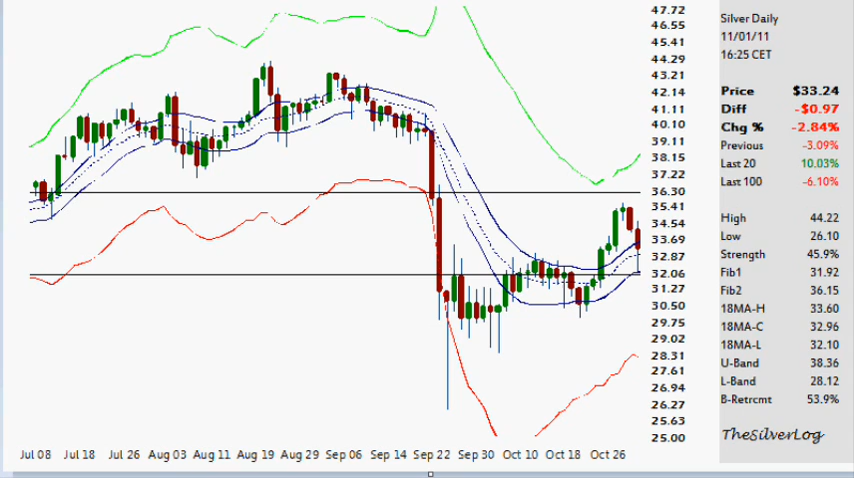 47.72
46.55
45.41
44.29
43.21
42.14
41.11
40.10
39.11
38.15
37.22
36.30
35.41
34.54
33.69
32.87
32.06
31.27
30.50
29.75
29.02
28.31
27.61
26.94
26.27
25.63
25.00
Jul 08 Jul 18 Jul 26 Aug 03 Aug 11 Aug 19 Aug 29 Sep 06 Sep 14 Sep 22 Sep 30 Oct 10 Oct 18 Oct 26
Silver Daily
11/01/11
16:25 CET
Price $33.24
Diff -$0.97
Chg % -2.84%
Previous -3.09%
Last 20 10.03%
Last 100 -6.10%
High 44.22
Low 26.10
Strength 45.9%
Fib1 31.92
Fib2 36.15
18MA-H 33.60
18MA-C 32.96
18MA-L 32.10
U-Band 38.36
L-Band 28.12
B-Retrcmt 53.9%
TheSilverLog